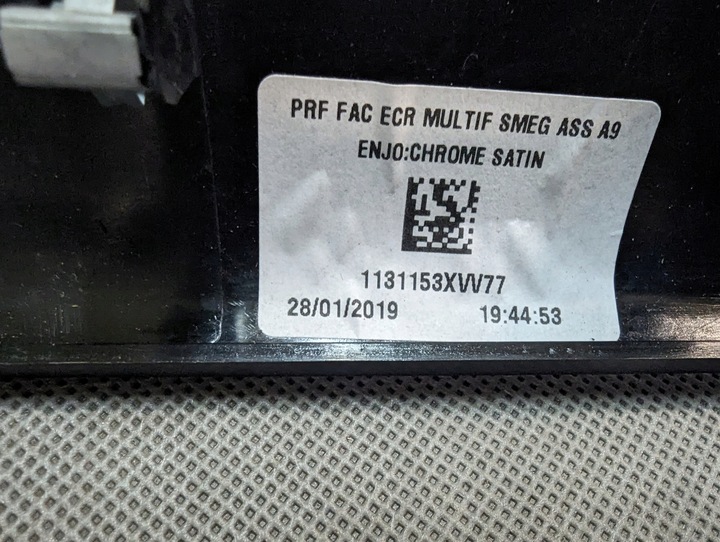 PRF FAC ECR MULTIF SMEG ASS A9
ENJO:CHROME SATIN
1131153XVV77
28/01/2019 19:44:53